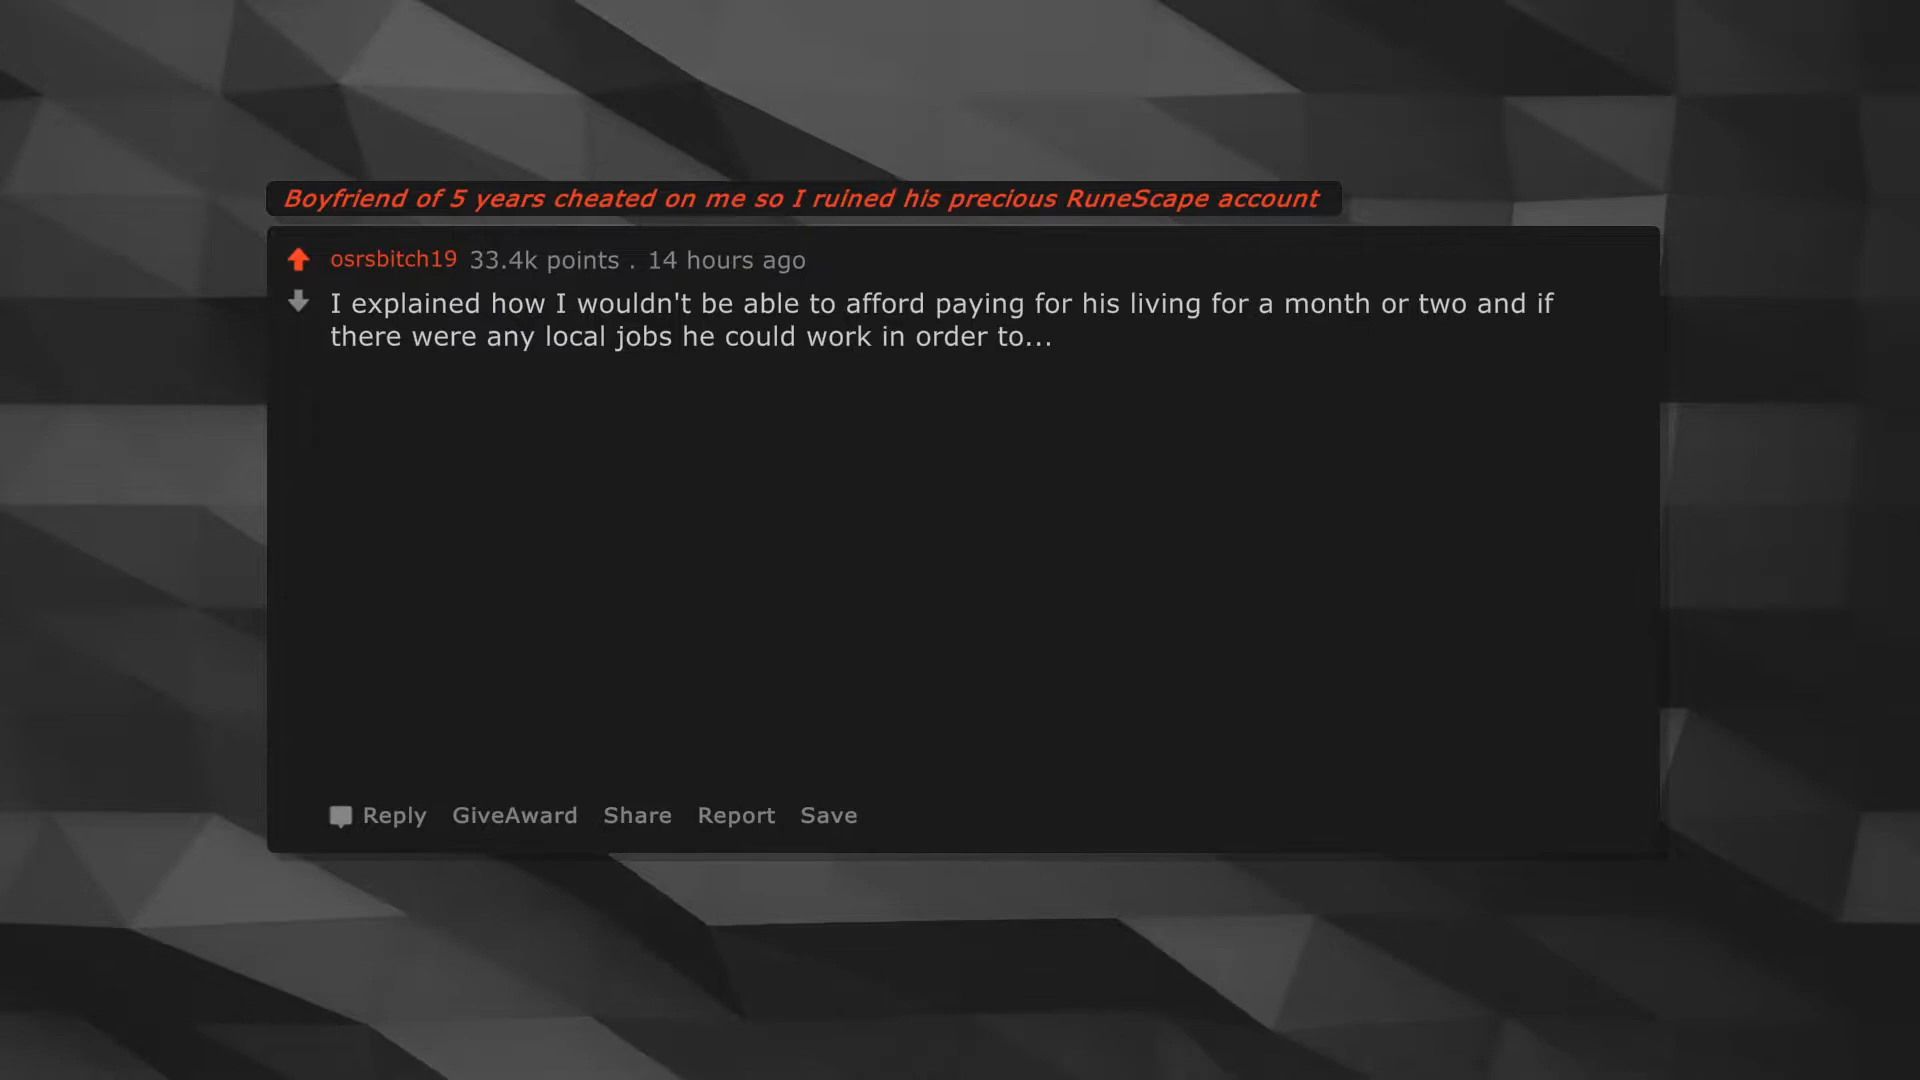 Boyfriend of 5 years cheated on me so I ruined his precious RuneScape account
osrsbitch19 33.4k points . 14 hours ago
I explained how I wouldn't be able to afford paying for his living for a month or two and if
there were any local jobs he could work in order to...
Reply GiveAward Share Report Save